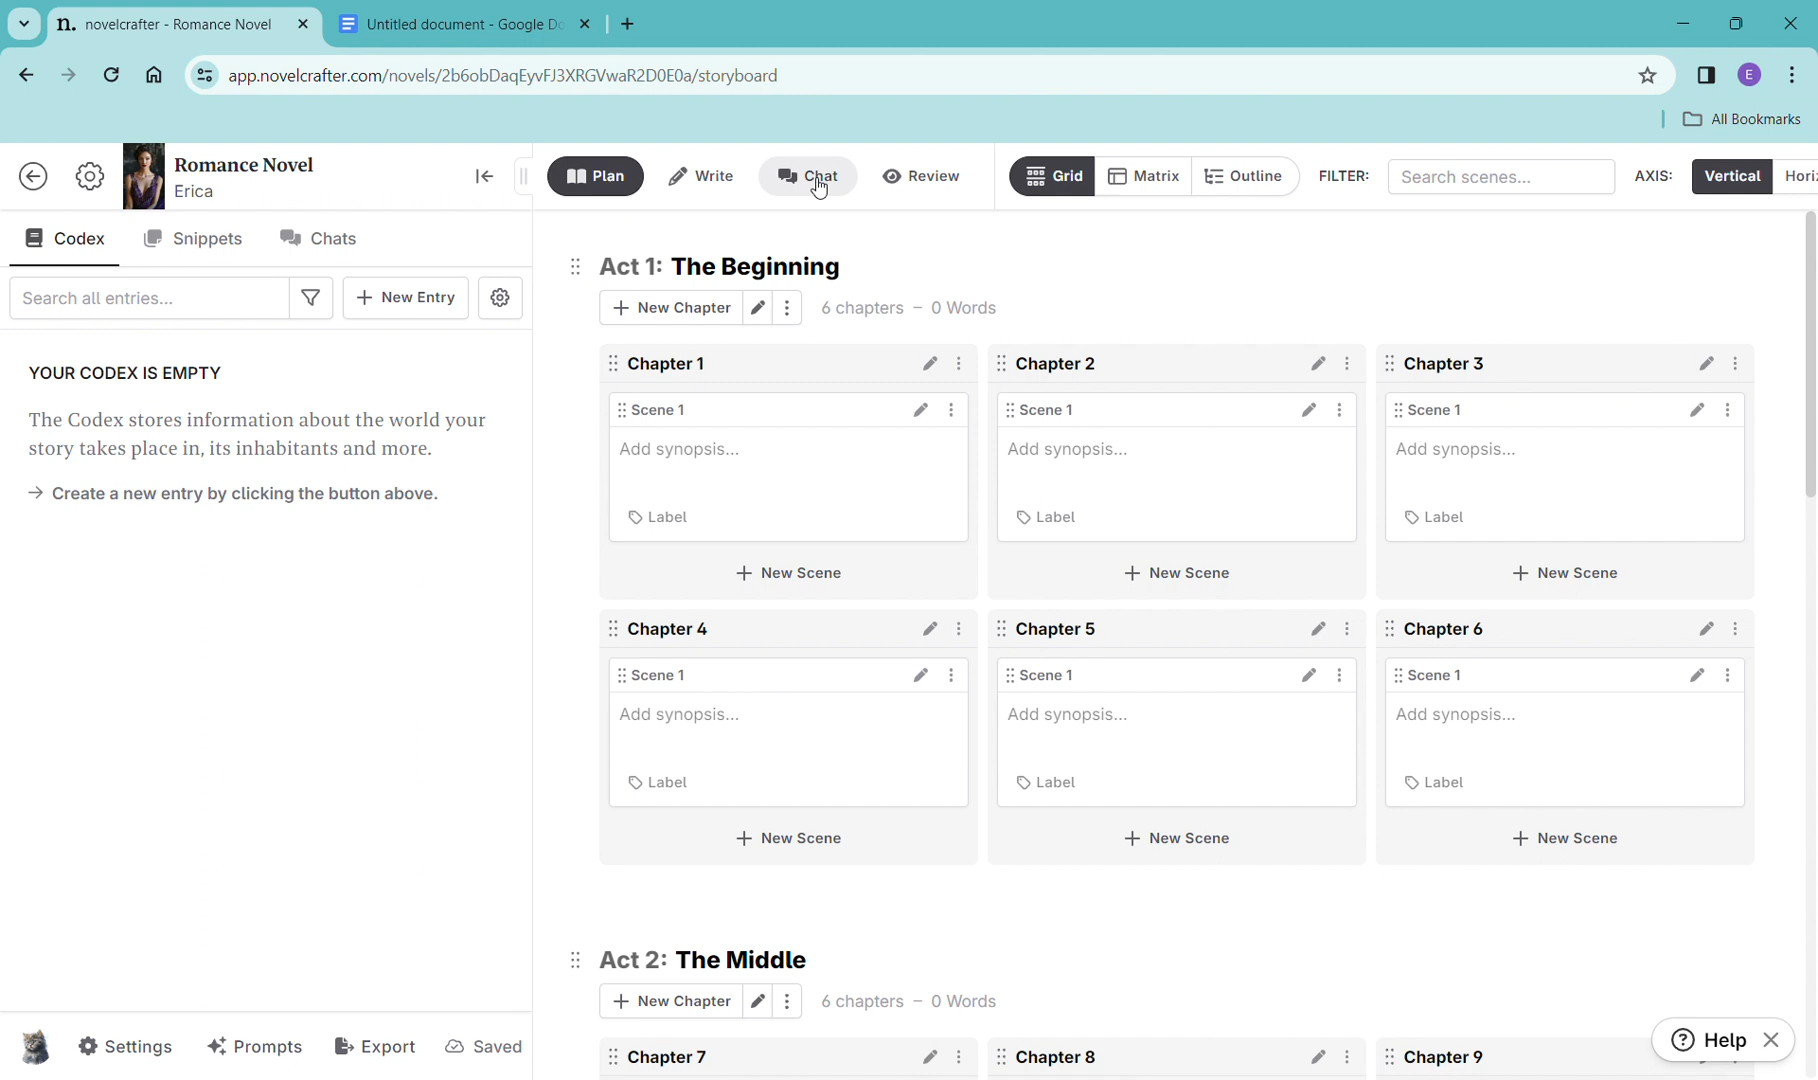 n. novelcrafter - Romance Novel
Untitled document - Google Do
app.novelcrafter.com/novels/2b6obDaqEyvFJ3XRGVwaR2D0E0a/storyboard
E
All Bookmarks
Romance Novel
Erica
Plan
Write
Chat
Review
Grid
Matrix
Outline
FILTER:
Search scenes...
AXIS:
Vertical
Horiz
Codex
Snippets
Chats
Search all entries...
+ New Entry
YOUR CODEX IS EMPTY
The Codex stores information about the world your
story takes place in, its inhabitants and more.
→ Create a new entry by clicking the button above.
Act 1: The Beginning
+ New Chapter
6 chapters – 0 Words
Chapter 1
Chapter 2
Chapter 3
Scene 1
Scene 1
Scene 1
Add synopsis...
Add synopsis...
Add synopsis...
Label
Label
Label
+ New Scene
+ New Scene
+ New Scene
Chapter 4
Chapter 5
Chapter 6
Scene 1
Scene 1
Scene 1
Add synopsis...
Add synopsis...
Add synopsis...
Label
Label
Label
+ New Scene
+ New Scene
+ New Scene
Act 2: The Middle
+ New Chapter
6 chapters – 0 Words
Chapter 7
Chapter 8
Chapter 9
Settings
Prompts
Export
Saved
? Help